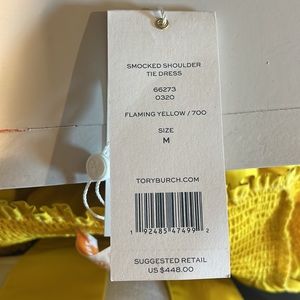 SMOCKED SHOULDER
TIE DRESS
66273
0320
FLAMING YELLOW / 700
SIZE
M
TORYBURCH.COM
1 92485 47499 2
SUGGESTED RETAIL
US $448.00